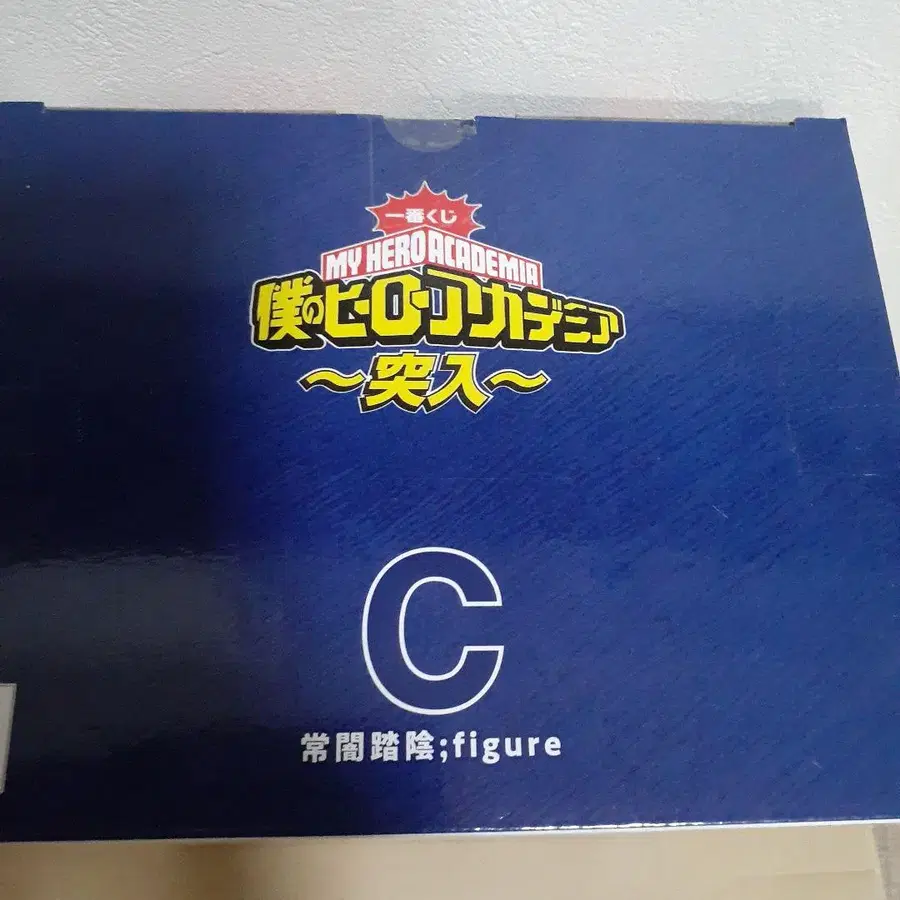 一番くじ
MY HERO ACADEMIA
僕のヒーローアカデミア
～突入～
C
常闇踏陰;figure